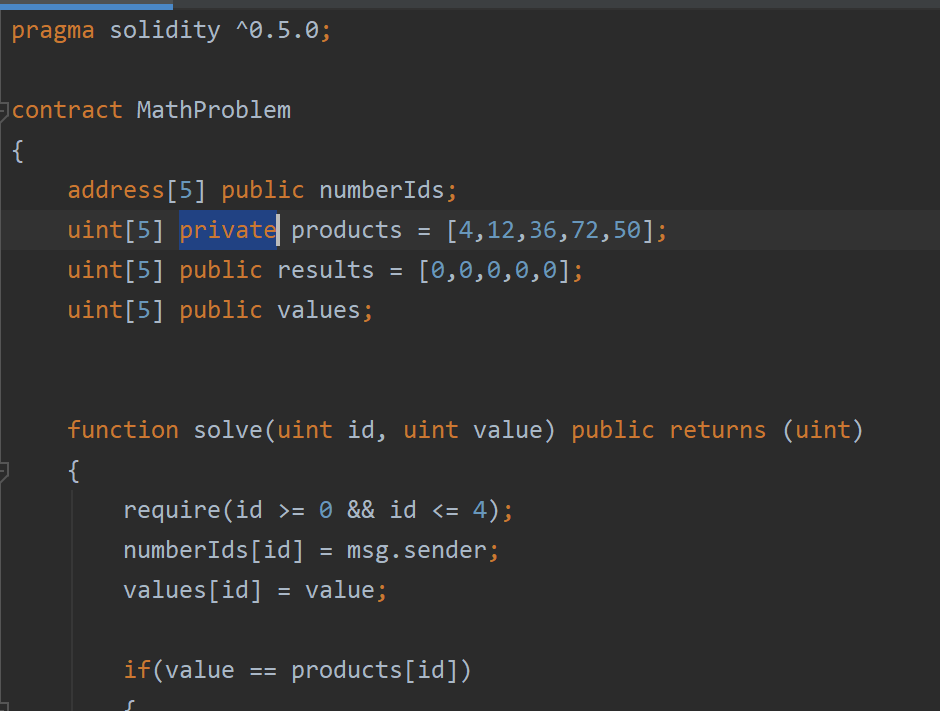 pragma solidity ^0.5.0;
contract MathProblem
{
address[5] public numberIds;
uint[5] private products = [4,12,36,72,50];
uint[5] public results = [0,0,0,0,0];
uint[5] public values;
function solve(uint id, uint value) public returns (uint)
{
require(id >= 0 && id <= 4);
numberIds[id] = msg.sender;
values[id] = value;
if(value == products[id])
{